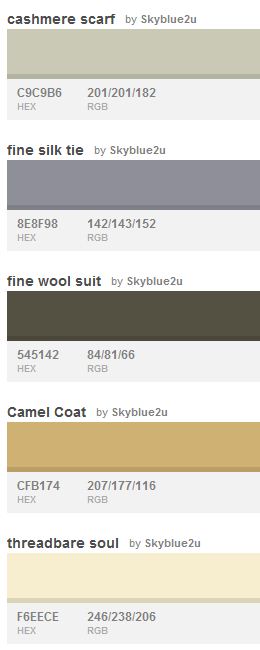 cashmere scarf by Skyblue2u
C9C9B6 201/201/182
HEX RGB
fine silk tie by Skyblue2u
8E8F98 142/143/152
HEX RGB
fine wool suit by Skyblue2u
545142 84/81/66
HEX RGB
Camel Coat by Skyblue2u
CFB174 207/177/116
HEX RGB
threadbare soul by Skyblue2u
F6EECE 246/238/206
HEX RGB